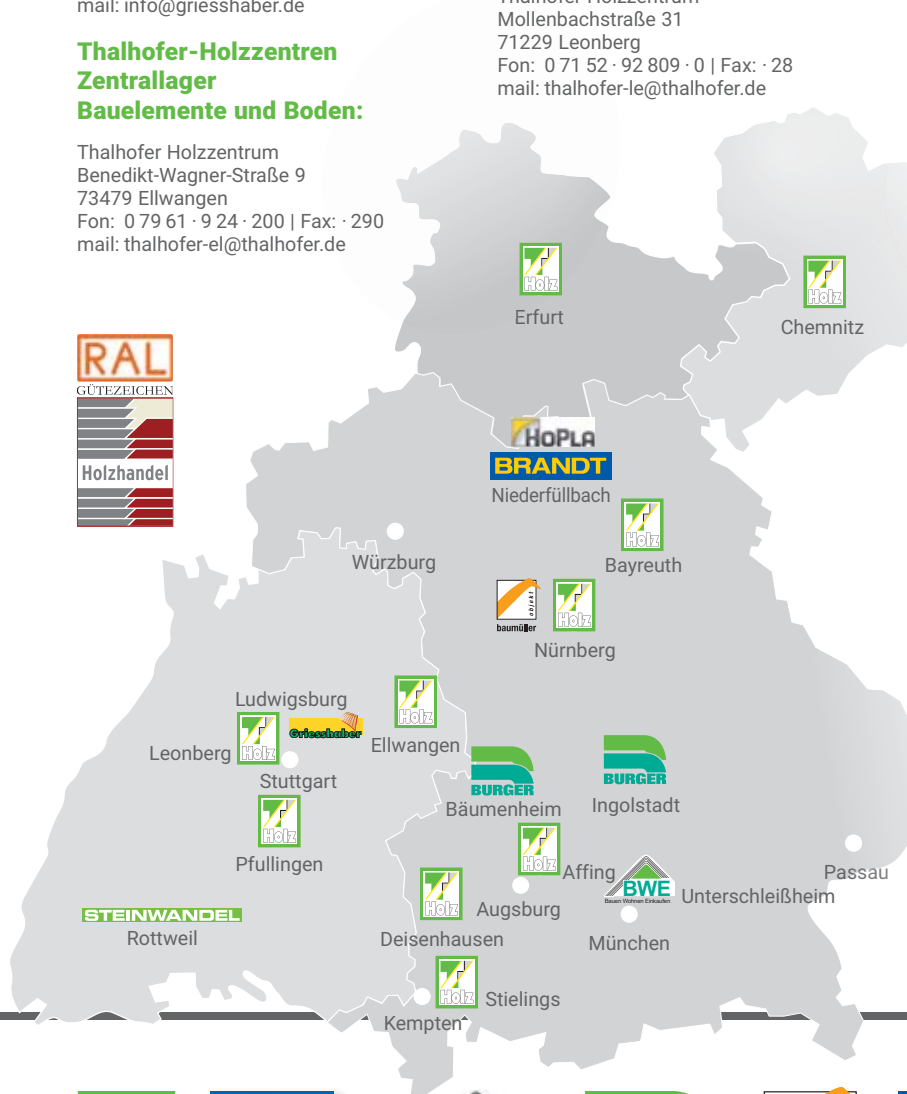 mail: info@griesshaber.de
Thalhofer-Holzzentren
Zentrallager
Bauelemente und Boden:
Thalhofer Holzzentrum
Benedikt-Wagner-Straße 9
73479 Ellwangen
Fon: 0 79 61 · 9 24 · 200 | Fax: · 290
mail: thalhofer-el@thalhofer.de
Thalhofer Holzzentrum
Mollenbachstraße 31
71229 Leonberg
Fon: 0 71 52 · 92 809 · 0 | Fax: · 28
mail: thalhofer-le@thalhofer.de
RAL
GÜTEZEICHEN
Holzhandel
Holz
Erfurt
Holz
Chemnitz
HOPLA
BRANDT
Niederfüllbach
Würzburg
Holz
Bayreuth
objekt
baumüller
Holz
Nürnberg
Ludwigsburg
Griesshaber
Leonberg
Holz
Stuttgart
Holz
Ellwangen
Holz
Pfullingen
BURGER
Bäumenheim
BURGER
Ingolstadt
Holz
Affing
Augsburg
BWE
Bauen Wohnen Einkaufen
Unterschleißheim
München
Passau
STEINWANDEL
Rottweil
Holz
Deisenhausen
Holz
Stielings
Kempten